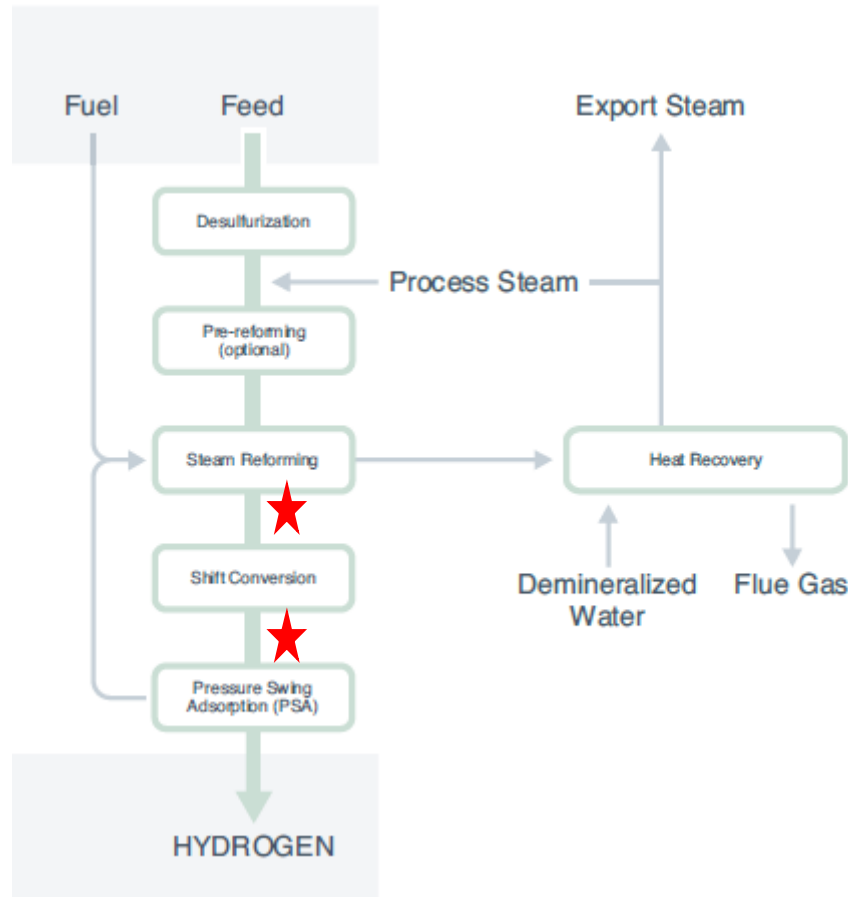 Fuel
Feed
Export Steam
Desulfurization
Process Steam
Pre-reforming
(optional)
Steam Reforming
Heat Recovery
Shift Conversion
Demineralized
Water
Flue Gas
Pressure Swing
Adsorption (PSA)
HYDROGEN